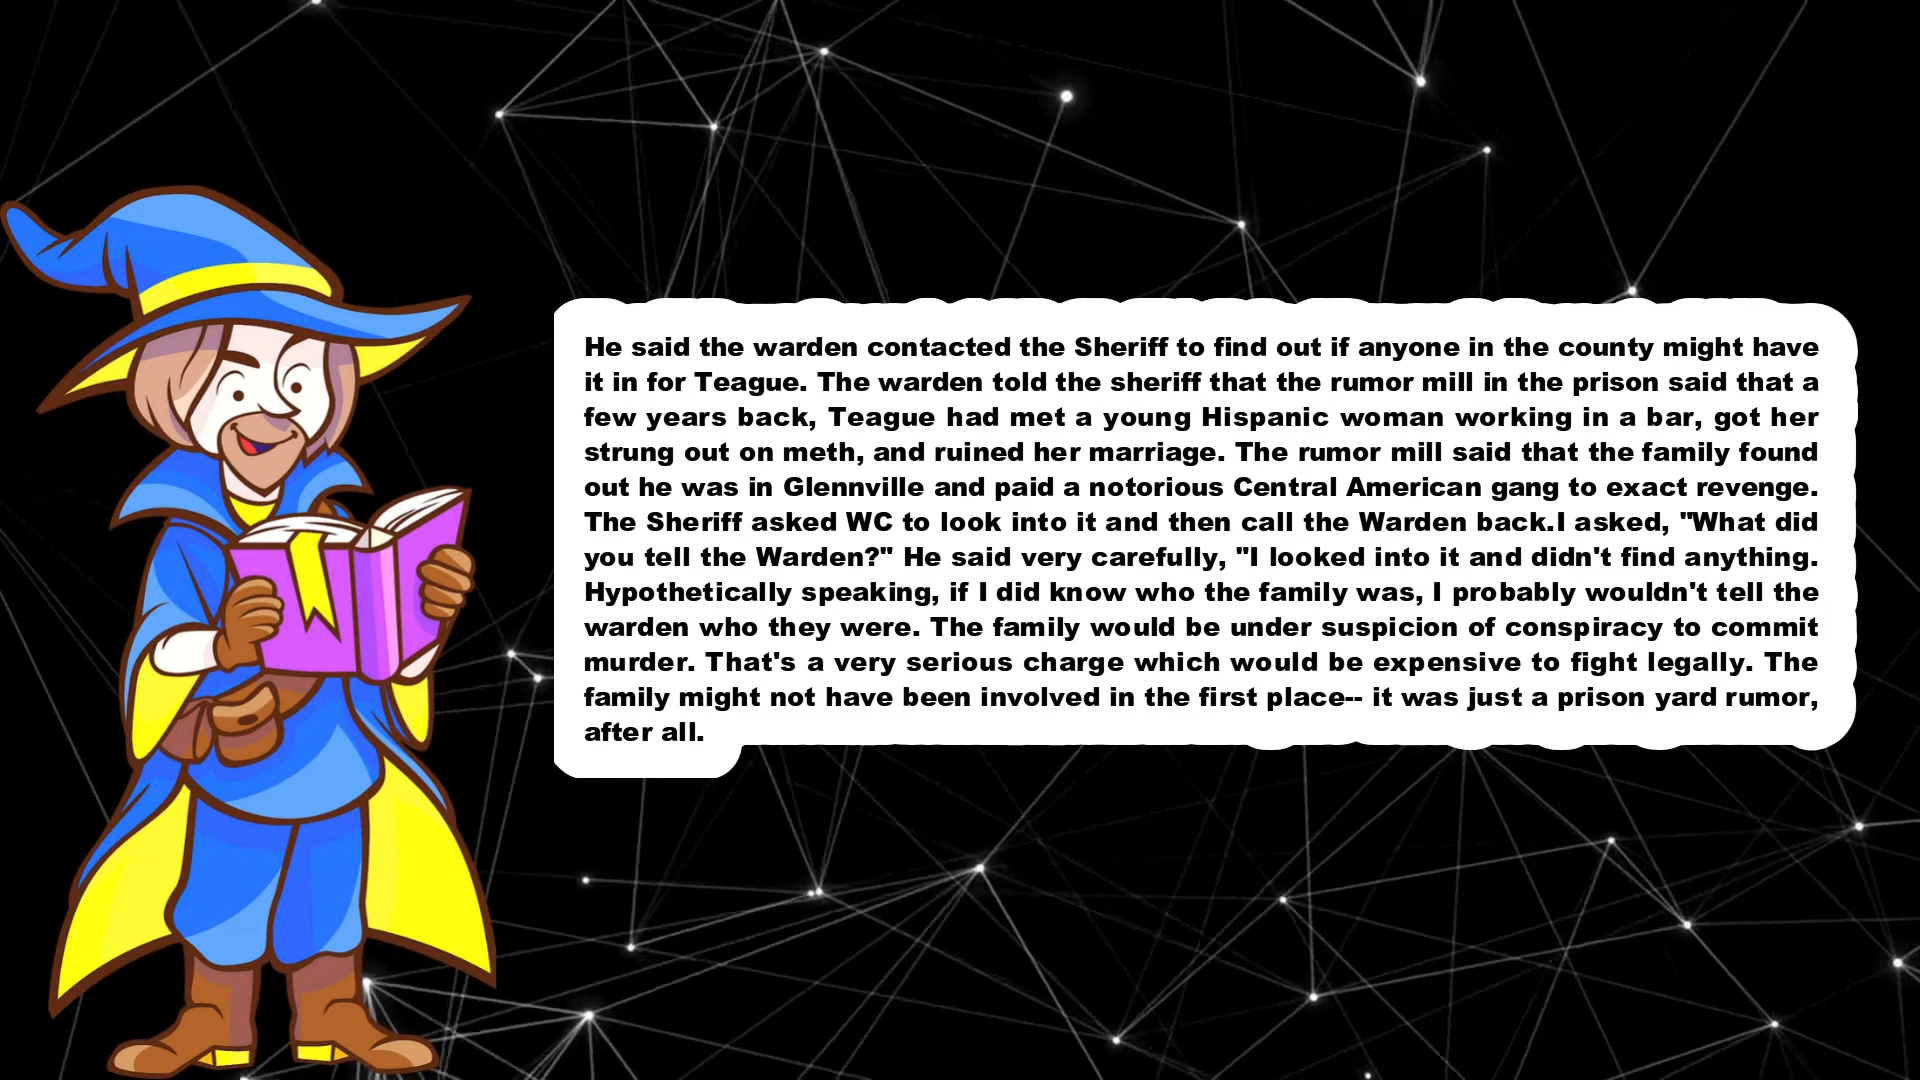 He said the warden contacted the Sheriff to find out if anyone in the county might have
it in for Teague. The warden told the sheriff that the rumor mill in the prison said that a
few years back, Teague had met a young Hispanic woman working in a bar, got her
strung out on meth, and ruined her marriage. The rumor mill said that the family found
out he was in Glennville and paid a notorious Central American gang to exact revenge.
The Sheriff asked WC to look into it and then call the Warden back.I asked, "What did
you tell the Warden?" He said very carefully, "I looked into it and didn't find anything.
Hypothetically speaking, if I did know who the family was, I probably wouldn't tell the
warden who they were. The family would be under suspicion of conspiracy to commit
murder. That's a very serious charge which would be expensive to fight legally. The
family might not have been involved in the first place-- it was just a prison yard rumor,
after all.